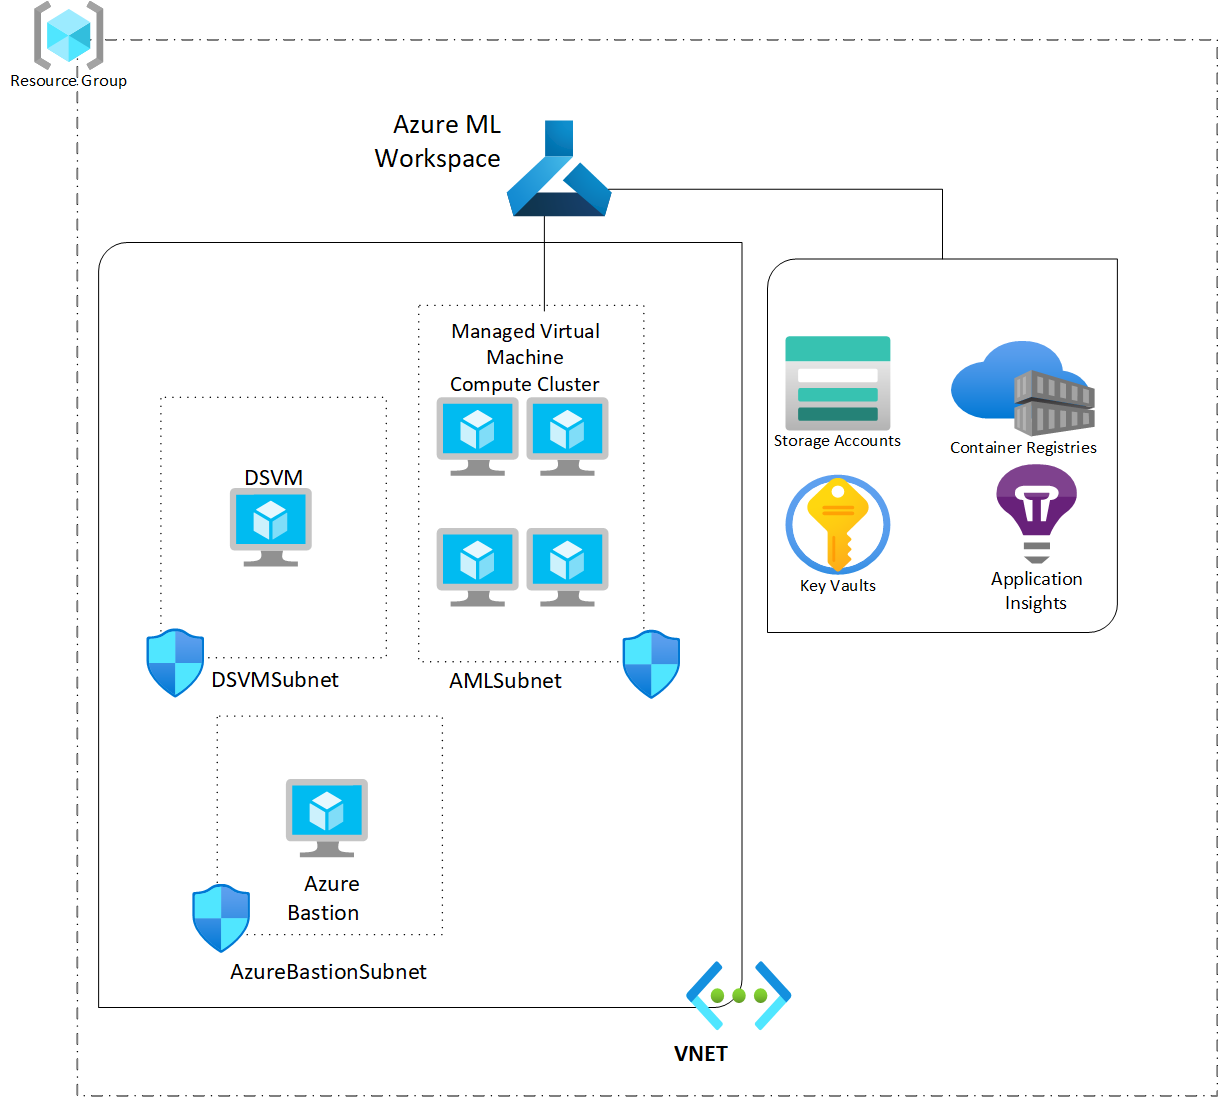 Resource Group
Azure ML
Workspace
Managed Virtual
Machine
Compute Cluster
DSVM
DSVMSubnet
AMLSubnet
Azure
Bastion
AzureBastionSubnet
VNET
Storage Accounts
Container Registries
Key Vaults
Application
Insights